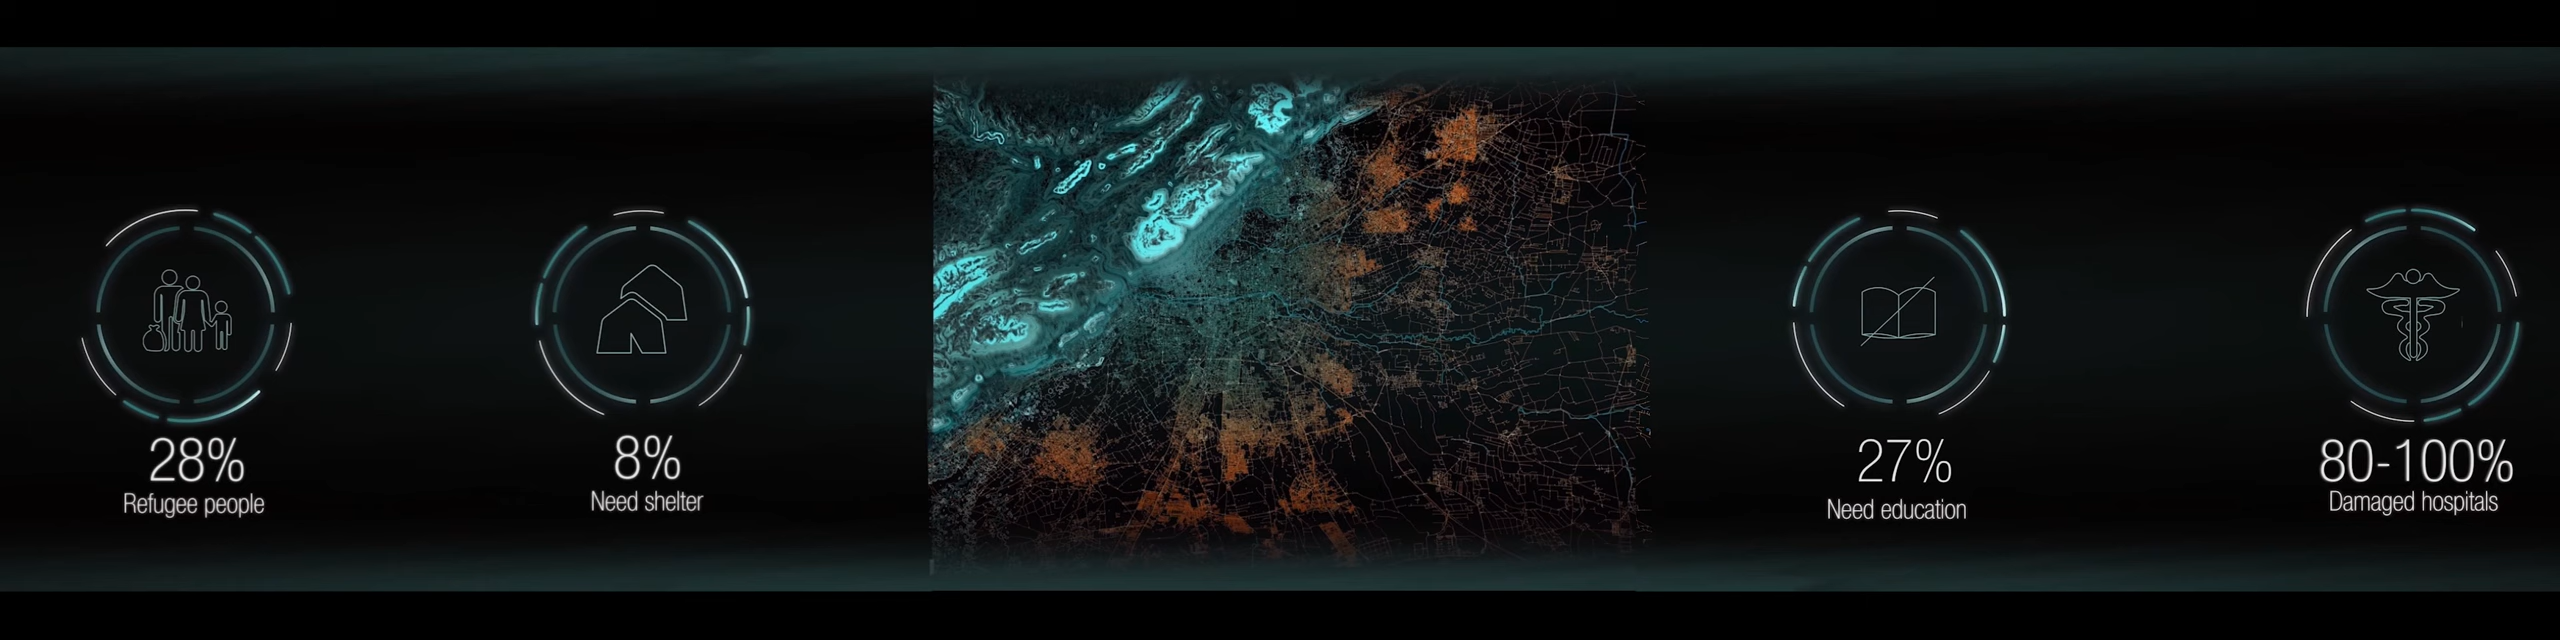 28%
Refugee people
8%
Need shelter
27%
Need education
80-100%
Damaged hospitals